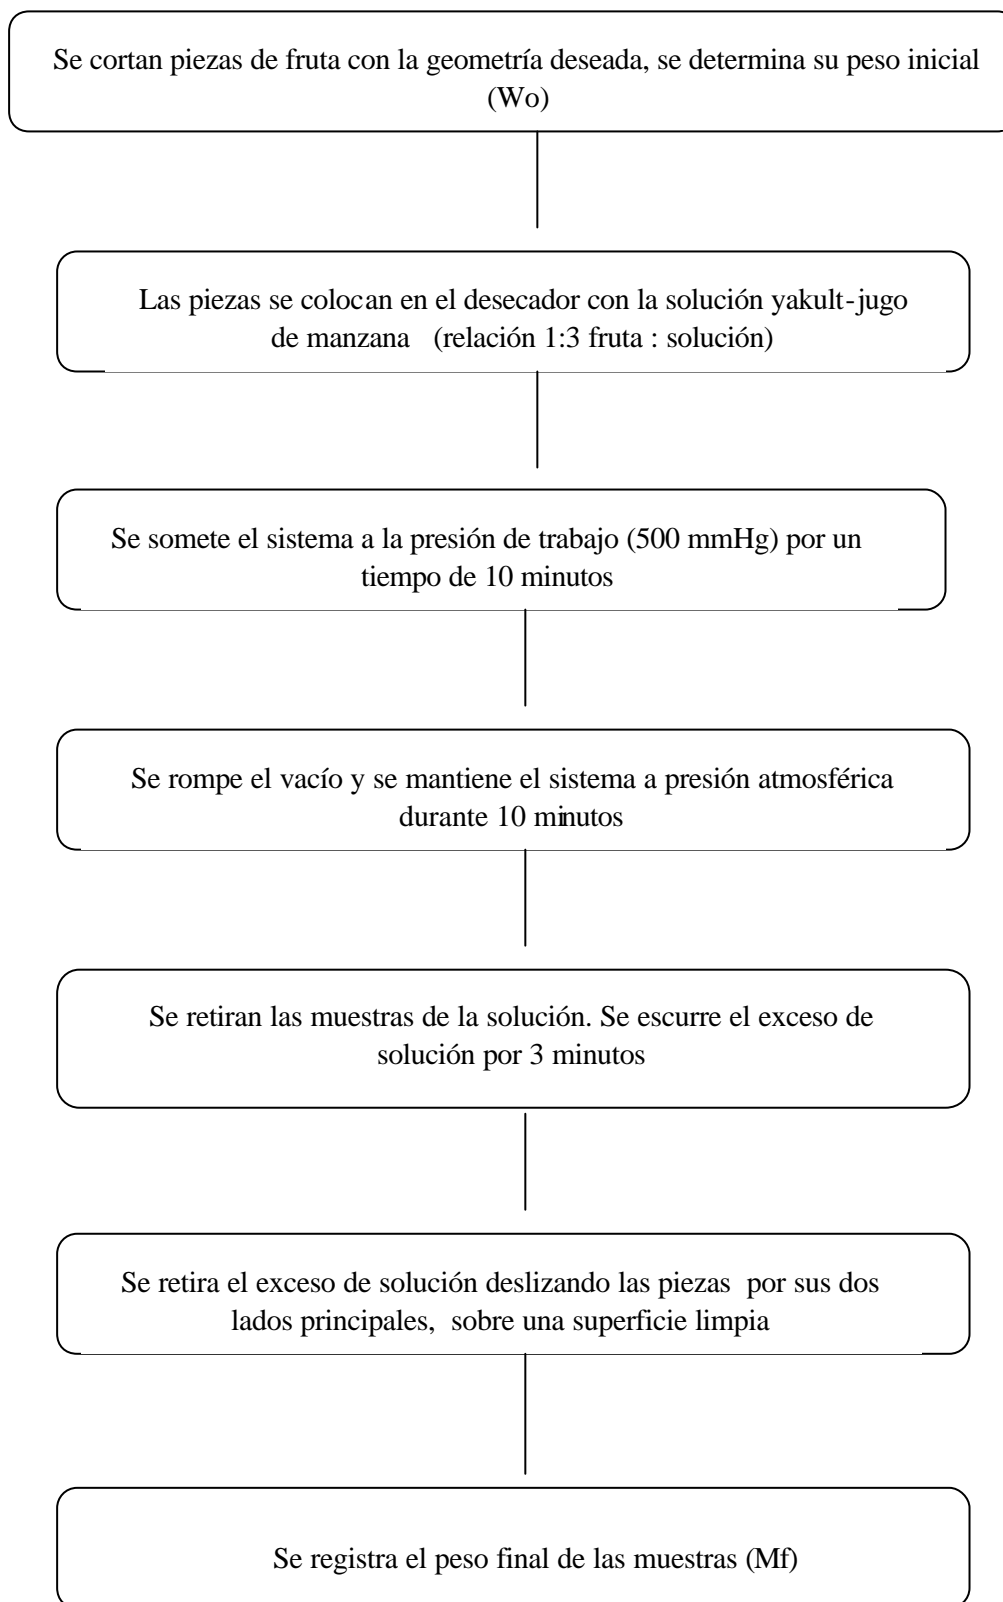 Se cortan piezas de fruta con la geometría deseada, se determina su peso inicial
(Wo)
Las piezas se colocan en el desecador con la solución yakult-jugo
de manzana (relación 1:3 fruta : solución)
Se somete el sistema a la presión de trabajo (500 mmHg) por un
tiempo de 10 minutos
Se rompe el vacío y se mantiene el sistema a presión atmosférica
durante 10 minutos
Se retiran las muestras de la solución. Se escurre el exceso de
solución por 3 minutos
Se retira el exceso de solución deslizando las piezas por sus dos
lados principales, sobre una superficie limpia
Se registra el peso final de las muestras (Mf)